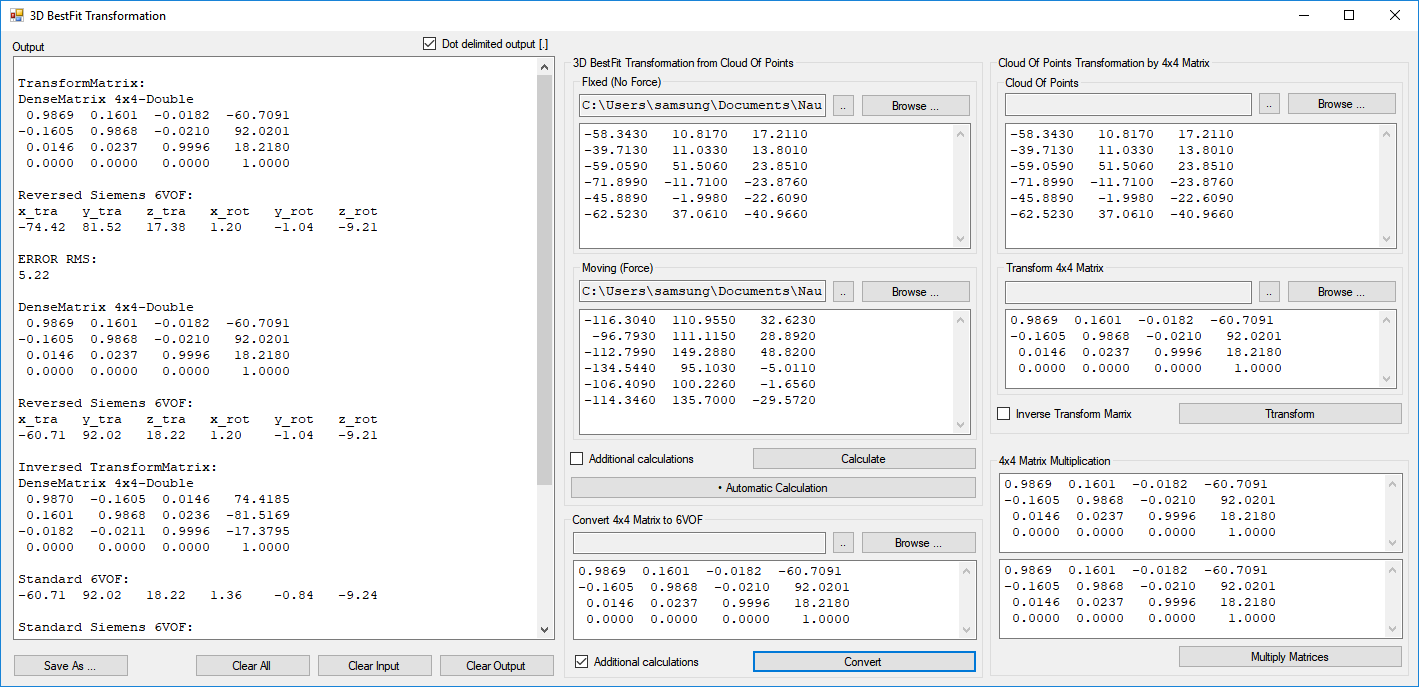 3D BestFit Transformation
Output
Dot delimited output [.]
TransformMatrix:
DenseMatrix 4x4-Double
0.9869 0.1601 -0.0182 -60.7091
-0.1605 0.9868 -0.0210 92.0201
0.0146 0.0237 0.9996 18.2180
0.0000 0.0000 0.0000 1.0000
Reversed Siemens 6VOF:
x_tra y_tra z_tra x_rot y_rot z_rot
-74.42 81.52 17.38 1.20 -1.04 -9.21
ERROR RMS:
5.22
DenseMatrix 4x4-Double
0.9869 0.1601 -0.0182 -60.7091
-0.1605 0.9868 -0.0210 92.0201
0.0146 0.0237 0.9996 18.2180
0.0000 0.0000 0.0000 1.0000
Reversed Siemens 6VOF:
x_tra y_tra z_tra x_rot y_rot z_rot
-60.71 92.02 18.22 1.20 -1.04 -9.21
Inversed TransformMatrix:
DenseMatrix 4x4-Double
0.9870 -0.1605 0.0146 74.4185
0.1601 0.9868 0.0236 -81.5169
-0.0182 -0.0211 0.9996 -17.3795
0.0000 0.0000 0.0000 1.0000
Standard 6VOF:
-60.71 92.02 18.22 1.36 -0.84 -9.24
Standard Siemens 6VOF:
Save As ...
Clear All
Clear Input
Clear Output
3D BestFit Transfomation from Cloud Of Points
FIxed (No Force)
C:\Users\samsung\Documents\Nau
..
Browse ...
-58.3430 10.8170 17.2110
-39.7130 11.0330 13.8010
-59.0590 51.5060 23.8510
-71.8990 -11.7100 -23.8760
-45.8890 -1.9980 -22.6090
-62.5230 37.0610 -40.9660
Moving (Force)
C:\Users\samsung\Documents\Nau
..
Browse ...
-116.3040 110.9550 32.6230
-96.7930 111.1150 28.8920
-112.7990 149.2880 48.8200
-134.5440 95.1030 -5.0110
-106.4090 100.2260 -1.6560
-114.3460 135.7000 -29.5720
Additional calculations
Calculate
• Automatic Calculation
Convert 4x4 Matrix to 6VOF
..
Browse ...
0.9869 0.1601 -0.0182 -60.7091
-0.1605 0.9868 -0.0210 92.0201
0.0146 0.0237 0.9996 18.2180
0.0000 0.0000 0.0000 1.0000
Additional calculations
Convert
Cloud Of Points Transformation by 4x4 Matrix
Cloud Of Points
..
Browse ...
-58.3430 10.8170 17.2110
-39.7130 11.0330 13.8010
-59.0590 51.5060 23.8510
-71.8990 -11.7100 -23.8760
-45.8890 -1.9980 -22.6090
-62.5230 37.0610 -40.9660
Transform 4x4 Matrix
..
Browse ...
0.9869 0.1601 -0.0182 -60.7091
-0.1605 0.9868 -0.0210 92.0201
0.0146 0.0237 0.9996 18.2180
0.0000 0.0000 0.0000 1.0000
Inverse Transform Marrix
Ttransform
4x4 Matrix Multiplication
0.9869 0.1601 -0.0182 -60.7091
-0.1605 0.9868 -0.0210 92.0201
0.0146 0.0237 0.9996 18.2180
0.0000 0.0000 0.0000 1.0000
0.9869 0.1601 -0.0182 -60.7091
-0.1605 0.9868 -0.0210 92.0201
0.0146 0.0237 0.9996 18.2180
0.0000 0.0000 0.0000 1.0000
Multiply Matrices